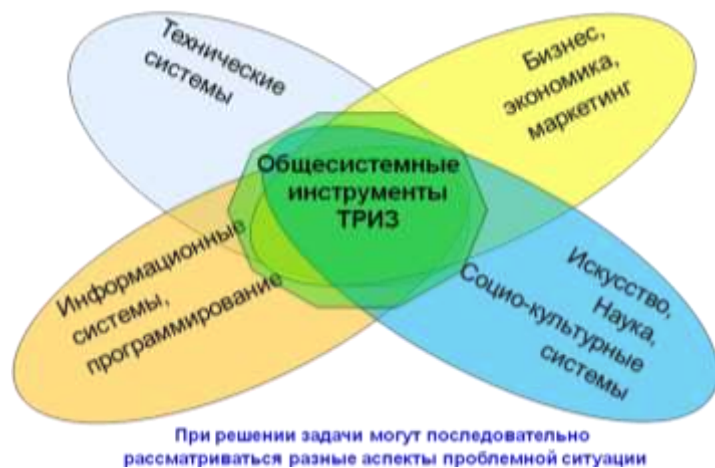 Технические
системы
Бизнес,
экономика,
маркетинг
Общесистемные
инструменты
ТРИЗ
Информационные
системы,
программирование
Искусство,
Наука,
Социо-культурные
системы
При решении задачи могут последовательно
рассматриваться разные аспекты проблемной ситуации